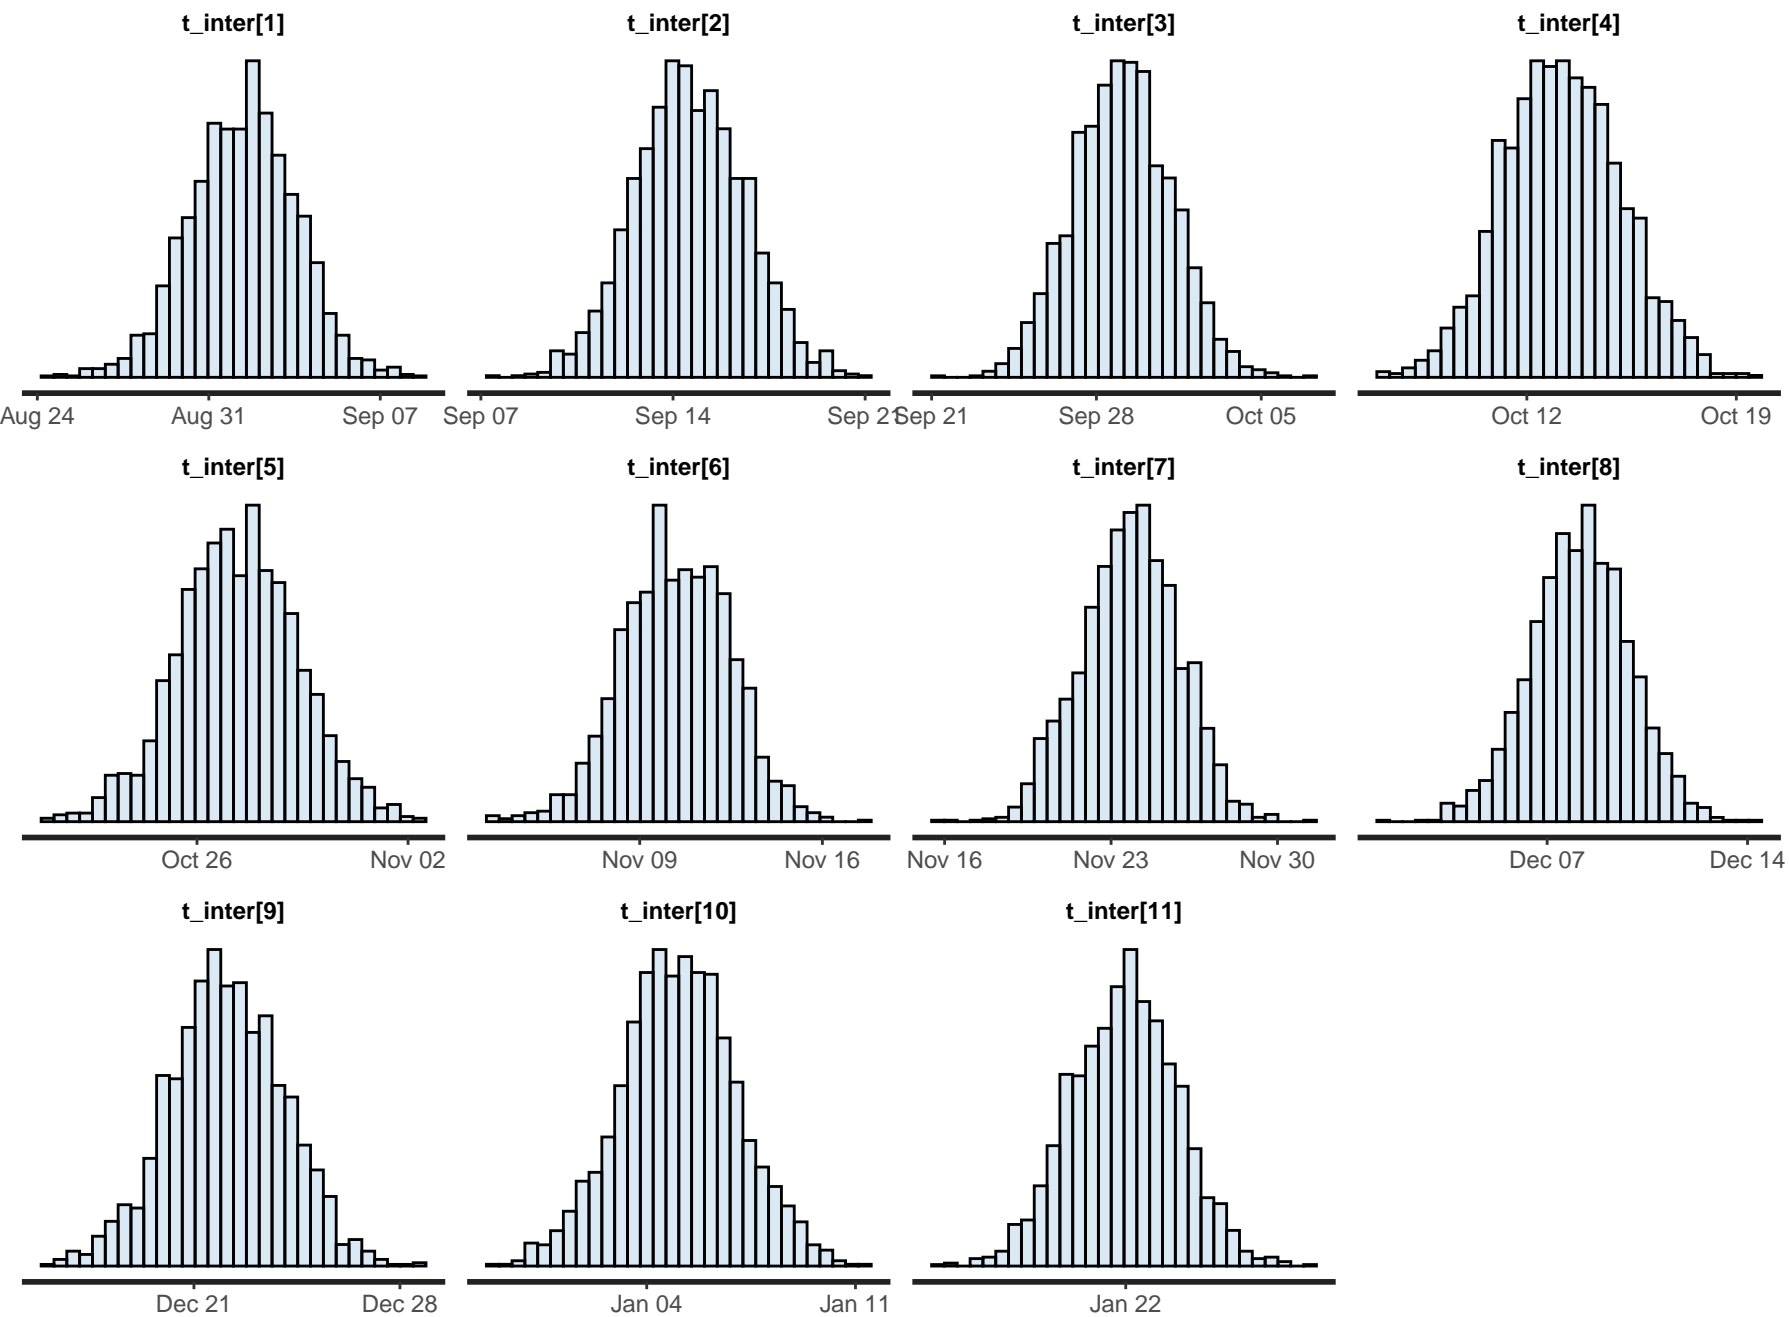 t_inter[1] t_inter[2] t_inter[3] t_inter[4]
Aug 24 Aug 31 Sep 07 Sep 07 Sep 14 Sep 21 Sep 21 Sep 28 Oct 05 Oct 12 Oct 19
t_inter[5] t_inter[6] t_inter[7] t_inter[8]
Oct 26 Nov 02 Nov 09 Nov 16 Nov 16 Nov 23 Nov 30 Dec 07 Dec 14
t_inter[9] t_inter[10] t_inter[11]
Dec 21 Dec 28 Jan 04 Jan 11 Jan 22